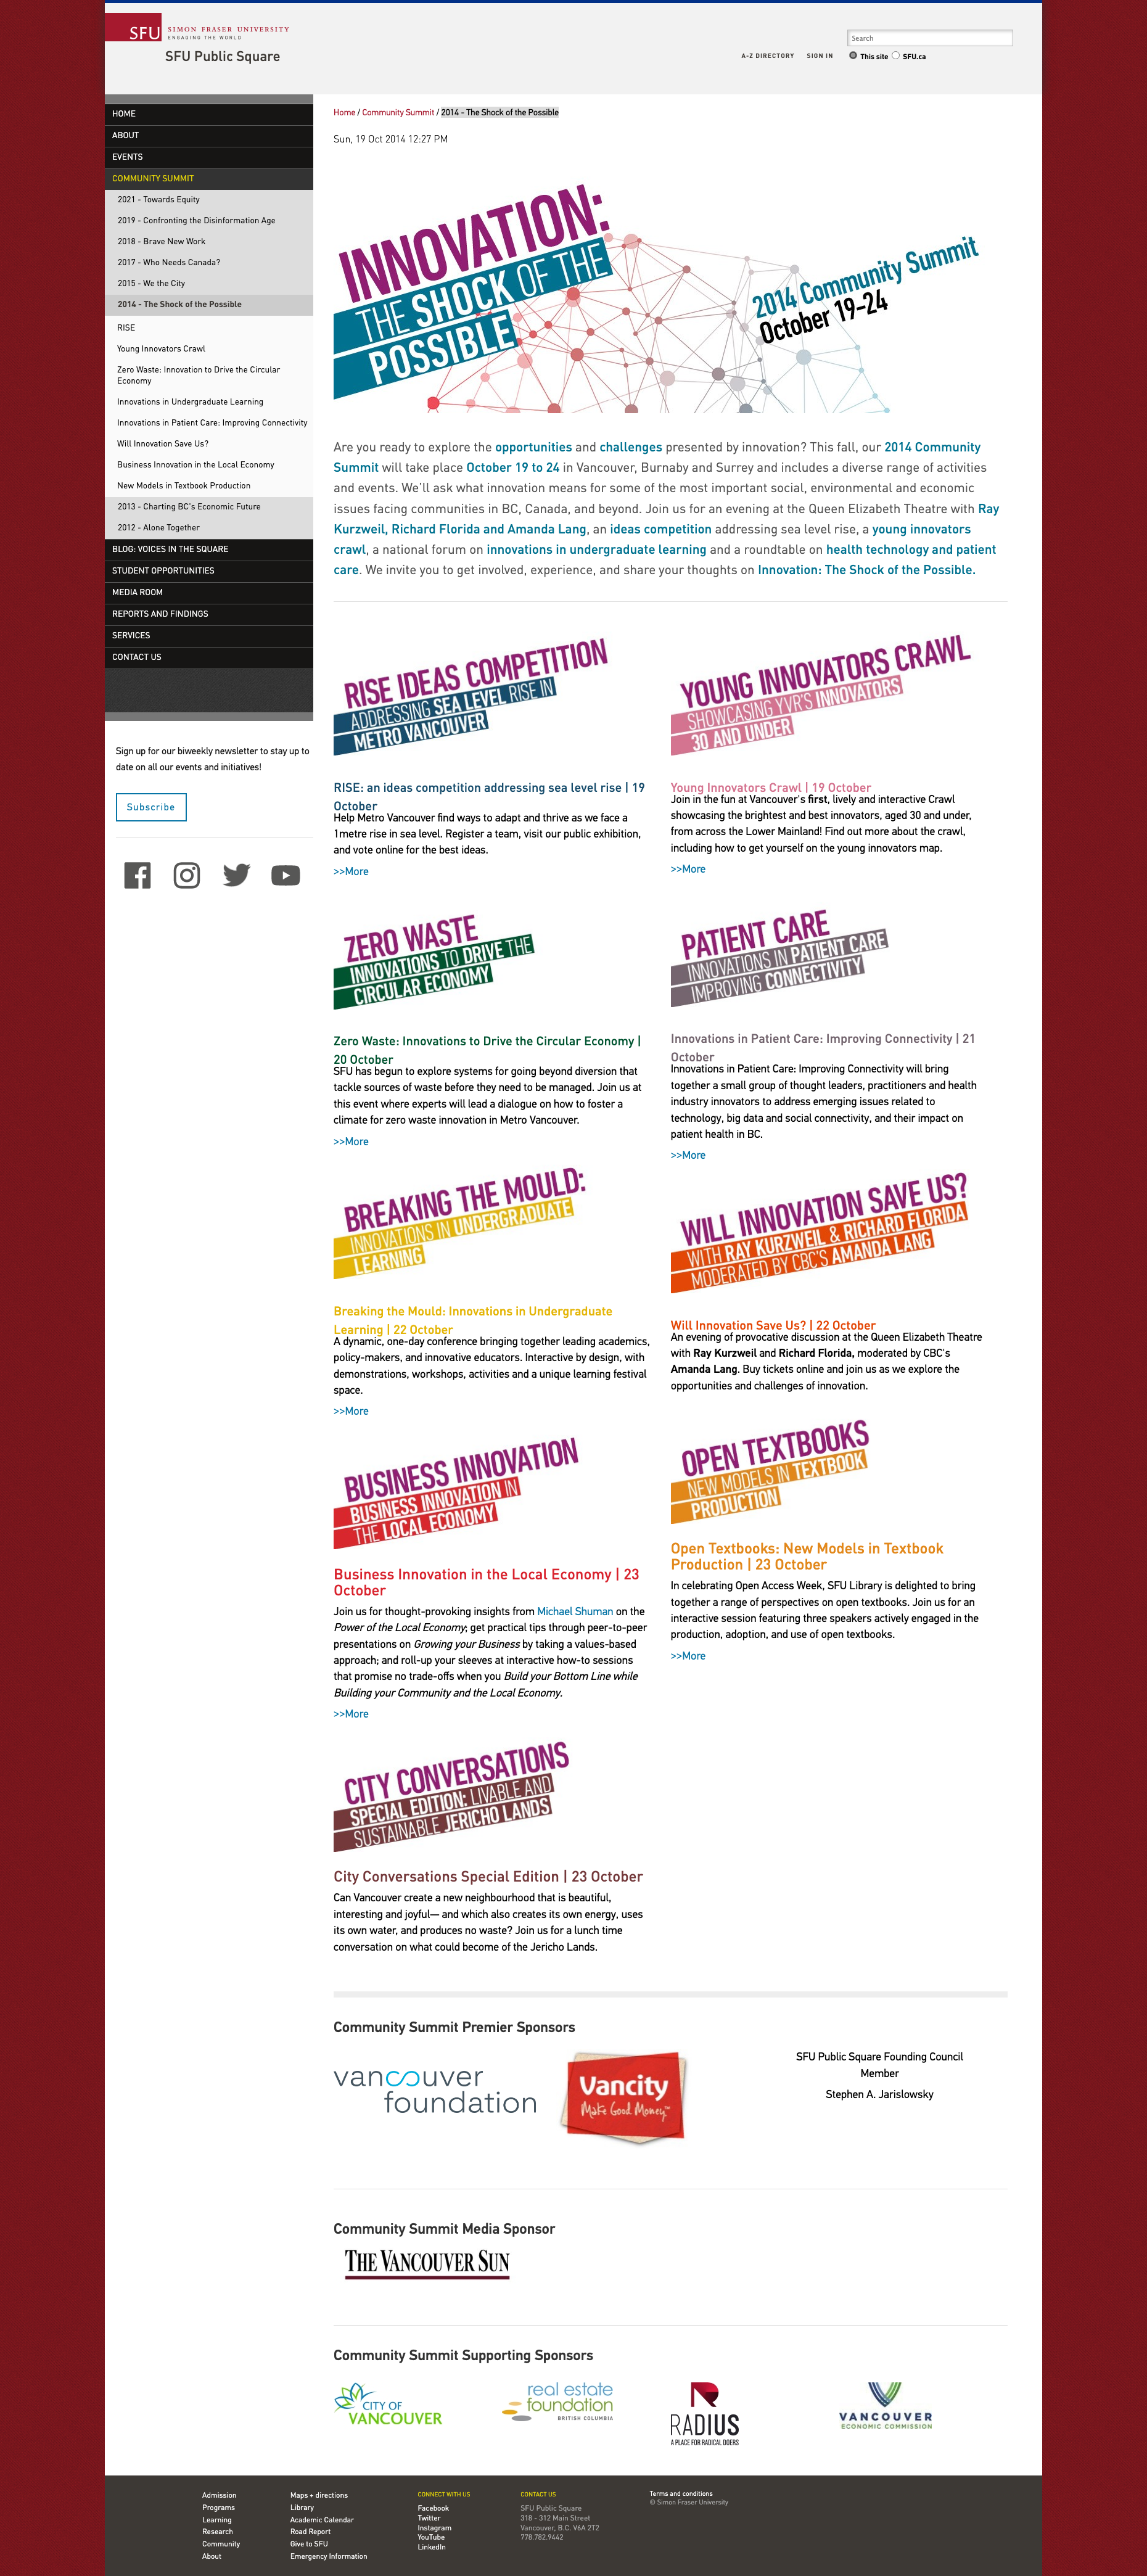 SFU
SIMON FRASER UNIVERSITY
ENGAGING THE WORLD
SFU Public Square
Search
A-Z DIRECTORY
SIGN IN
This site
SFU.ca
HOME
ABOUT
EVENTS
COMMUNITY SUMMIT
2021 - Towards Equity
2019 - Confronting the Disinformation Age
2018 - Brave New Work
2017 - Who Needs Canada?
2015 - We the City
2014 - The Shock of the Possible
RISE
Young Innovators Crawl
Zero Waste: Innovation to Drive the Circular
Economy
Innovations in Undergraduate Learning
Innovations in Patient Care: Improving Connectivity
Will Innovation Save Us?
Business Innovation in the Local Economy
New Models in Textbook Production
2013 - Charting BC's Economic Future
2012 - Alone Together
BLOG: VOICES IN THE SQUARE
STUDENT OPPORTUNITIES
MEDIA ROOM
REPORTS AND FINDINGS
SERVICES
CONTACT US
Sign up for our biweekly newsletter to stay up to
date on all our events and initiatives!
Subscribe
Home / Community Summit / 2014 - The Shock of the Possible
Sun, 19 Oct 2014 12:27 PM
INNOVATION:
THE SHOCK OF THE
POSSIBLE
2014 Community Summit
October 19-24
Are you ready to explore the opportunities and challenges presented by innovation? This fall, our 2014 Community
Summit will take place October 19 to 24 in Vancouver, Burnaby and Surrey and includes a diverse range of activities
and events. We'll ask what innovation means for some of the most important social, environmental and economic
issues facing communities in BC, Canada, and beyond. Join us for an evening at the Queen Elizabeth Theatre with Ray
Kurzweil, Richard Florida and Amanda Lang, an ideas competition addressing sea level rise, a young innovators
crawl, a national forum on innovations in undergraduate learning and a roundtable on health technology and patient
care. We invite you to get involved, experience, and share your thoughts on Innovation: The Shock of the Possible.
RISE IDEAS COMPETITION
ADDRESSING SEA LEVEL RISE IN
METRO VANCOUVER
RISE: an ideas competition addressing sea level rise | 19
October
Help Metro Vancouver find ways to adapt and thrive as we face a
1metre rise in sea level. Register a team, visit our public exhibition,
and vote online for the best ideas.
>>More
YOUNG INNOVATORS CRAWL
SHOWCASING YVR'S INNOVATORS
30 AND UNDER
Young Innovators Crawl | 19 October
Join in the fun at Vancouver's first, lively and interactive Crawl
showcasing the brightest and best innovators, aged 30 and under,
from across the Lower Mainland! Find out more about the crawl,
including how to get yourself on the young innovators map.
>>More
ZERO WASTE
INNOVATIONS TO DRIVE THE
CIRCULAR ECONOMY
Zero Waste: Innovations to Drive the Circular Economy |
20 October
SFU has begun to explore systems for going beyond diversion that
tackle sources of waste before they need to be managed. Join us at
this event where experts will lead a dialogue on how to foster a
climate for zero waste innovation in Metro Vancouver.
>>More
PATIENT CARE
INNOVATIONS IN PATIENT CARE
IMPROVING CONNECTIVITY
Innovations in Patient Care: Improving Connectivity | 21
October
Innovations in Patient Care: Improving Connectivity will bring
together a small group of thought leaders, practitioners and health
industry innovators to address emerging issues related to
technology, big data and social connectivity, and their impact on
patient health in BC.
>>More
BREAKING THE MOULD:
INNOVATIONS IN UNDERGRADUATE
LEARNING
Breaking the Mould: Innovations in Undergraduate
Learning | 22 October
A dynamic, one-day conference bringing together leading academics,
policy-makers, and innovative educators. Interactive by design, with
demonstrations, workshops, activities and a unique learning festival
space.
>>More
WILL INNOVATION SAVE US?
WITH RAY KURZWEIL & RICHARD FLORIDA
MODERATED BY CBC'S AMANDA LANG
Will Innovation Save Us? | 22 October
An evening of provocative discussion at the Queen Elizabeth Theatre
with Ray Kurzweil and Richard Florida, moderated by CBC's
Amanda Lang. Buy tickets online and join us as we explore the
opportunities and challenges of innovation.
BUSINESS INNOVATION
BUSINESS INNOVATION IN
THE LOCAL ECONOMY
Business Innovation in the Local Economy | 23
October
Join us for thought-provoking insights from Michael Shuman on the
Power of the Local Economy; get practical tips through peer-to-peer
presentations on Growing your Business by taking a values-based
approach; and roll-up your sleeves at interactive how-to sessions
that promise no trade-offs when you Build your Bottom Line while
Building your Community and the Local Economy.
>>More
OPEN TEXTBOOKS
NEW MODELS IN TEXTBOOK
PRODUCTION
Open Textbooks: New Models in Textbook
Production | 23 October
In celebrating Open Access Week, SFU Library is delighted to bring
together a range of perspectives on open textbooks. Join us for an
interactive session featuring three speakers actively engaged in the
production, adoption, and use of open textbooks.
>>More
CITY CONVERSATIONS
SPECIAL EDITION: LIVABLE AND
SUSTAINABLE JERICHO LANDS
City Conversations Special Edition | 23 October
Can Vancouver create a new neighbourhood that is beautiful,
interesting and joyful— and which also creates its own energy, uses
its own water, and produces no waste? Join us for a lunch time
conversation on what could become of the Jericho Lands.
Community Summit Premier Sponsors
vancouver
foundation
Vancity
Make Good Money™
SFU Public Square Founding Council
Member
Stephen A. Jarislowsky
Community Summit Media Sponsor
THE VANCOUVER SUN
Community Summit Supporting Sponsors
CITY OF
VANCOUVER
real estate
foundation
BRITISH COLUMBIA
RADIUS
A PLACE FOR RADICAL DOERS
VANCOUVER
ECONOMIC COMMISSION
Admission
Programs
Learning
Research
Community
About
Maps + directions
Library
Academic Calendar
Road Report
Give to SFU
Emergency Information
CONNECT WITH US
Facebook
Twitter
Instagram
YouTube
LinkedIn
CONTACT US
SFU Public Square
318 - 312 Main Street
Vancouver, B.C. V6A 2T2
778.782.9442
Terms and conditions
© Simon Fraser University